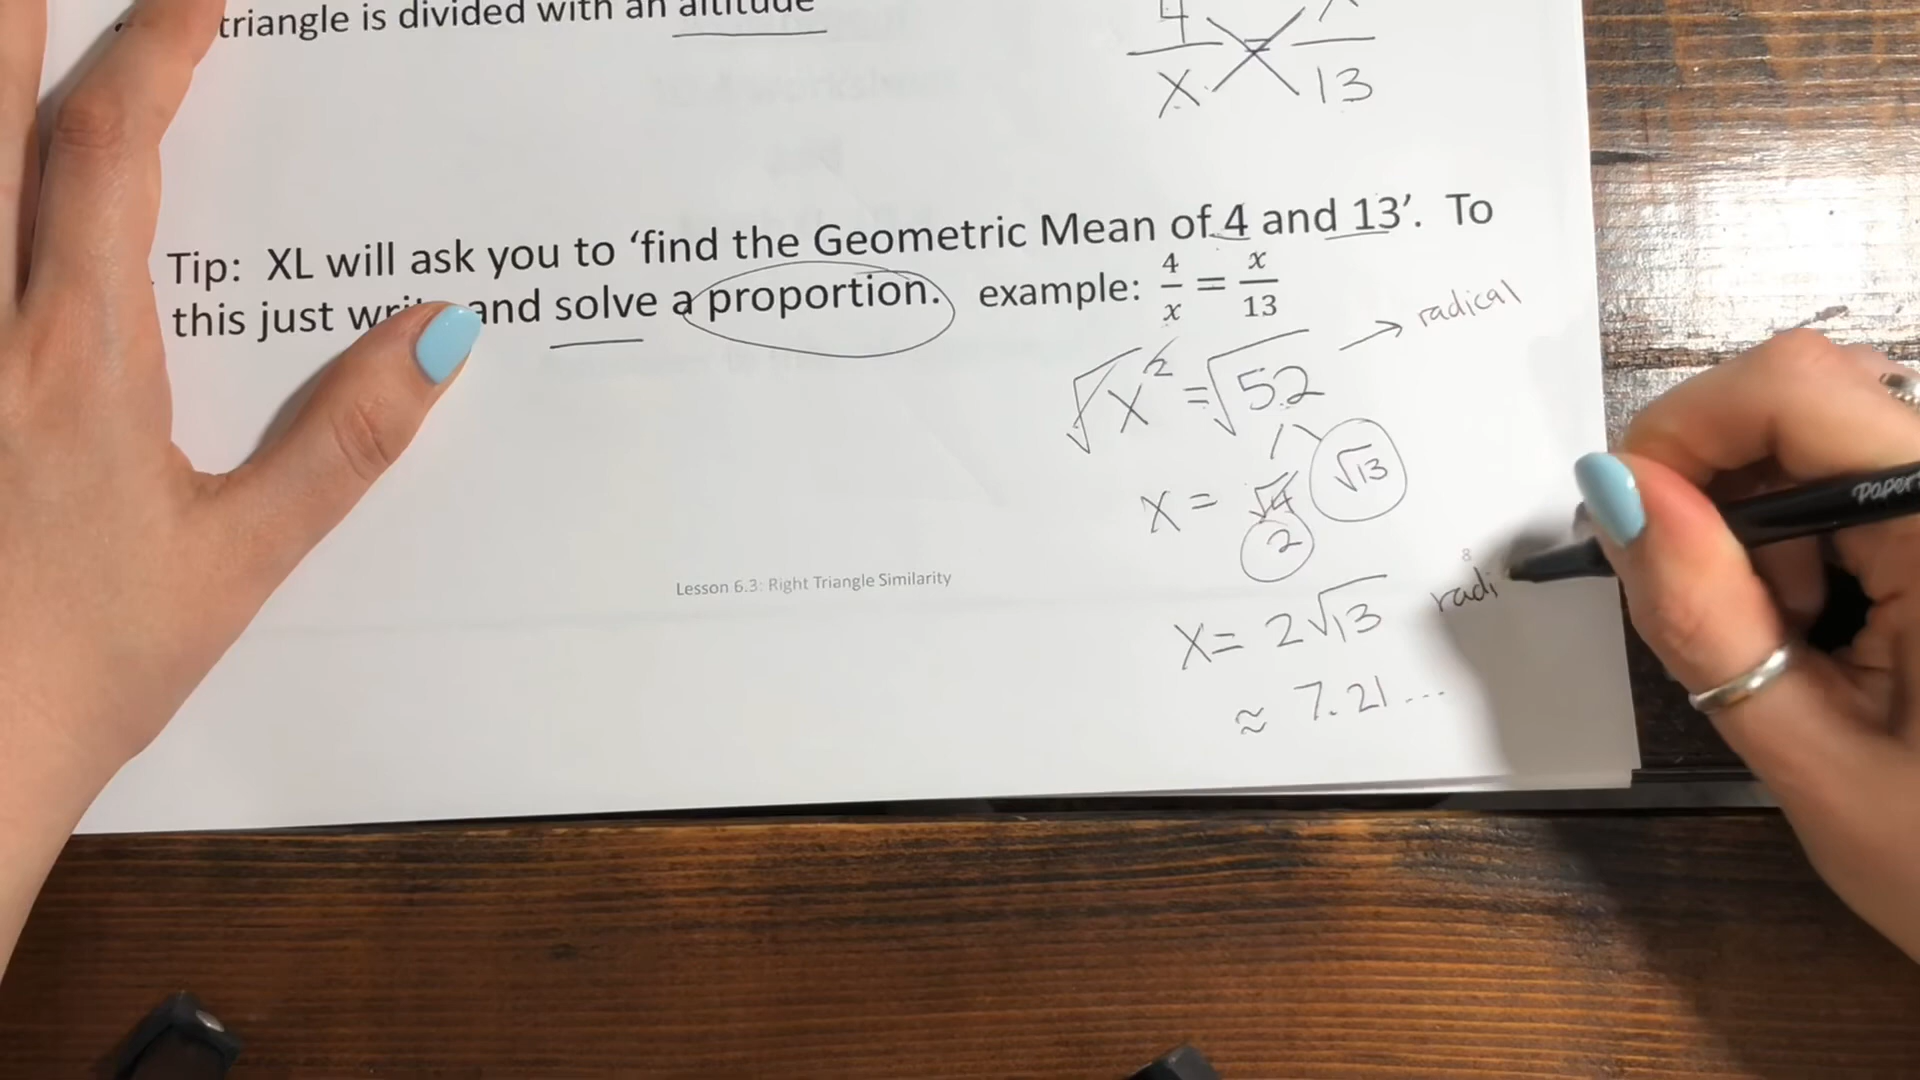 triangle is divided with an altitude
4/x = x/13
Tip: XL will ask you to ‘find the Geometric Mean of 4 and 13’. To
this just write and solve a proportion. example: 4/x = x/13
→ radical
√x² = √52
x = √4 √13
2
8
Lesson 6.3: Right Triangle Similarity
radi
x = 2√13
≈ 7.21...
Paper